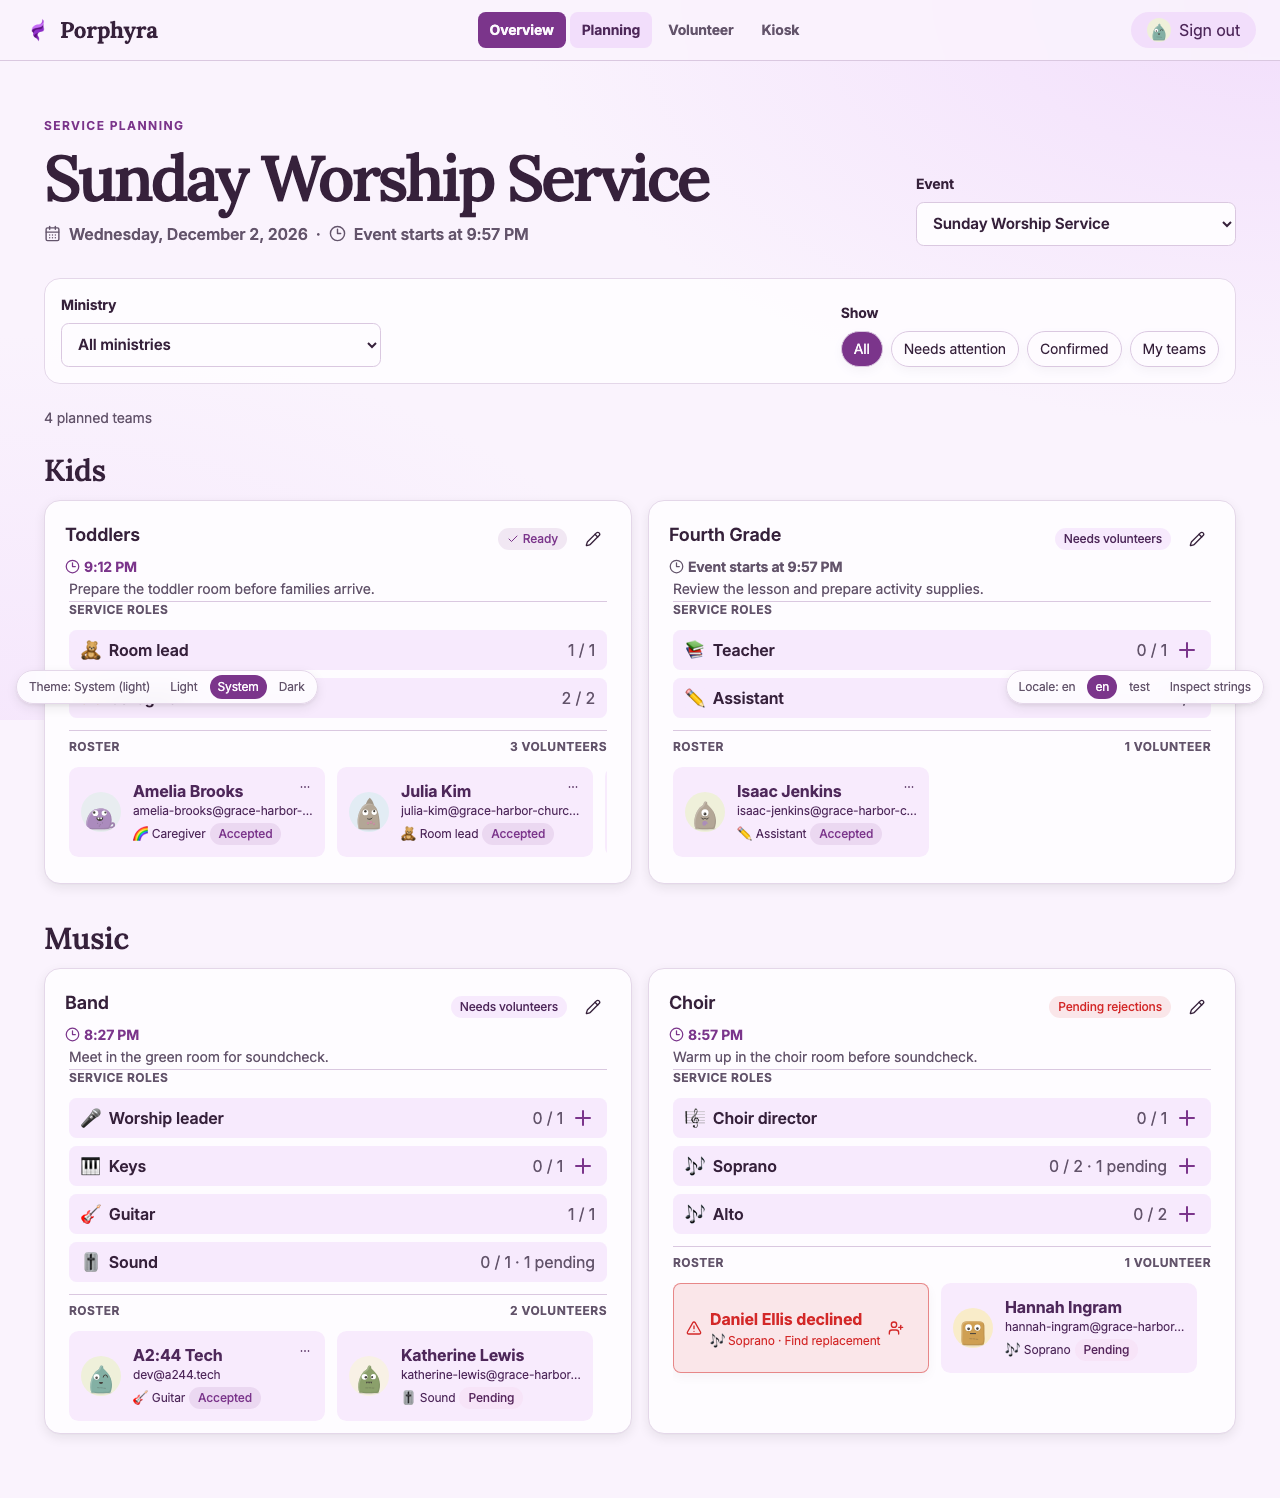 Porphyra
Overview
Planning
Volunteer
Kiosk
Sign out
SERVICE PLANNING
Sunday Worship Service
Wednesday, December 2, 2026 · Event starts at 9:57 PM
Event
Sunday Worship Service
Ministry
All ministries
Show
All
Needs attention
Confirmed
My teams
4 planned teams
Kids
Toddlers
Ready
9:12 PM
Prepare the toddler room before families arrive.
SERVICE ROLES
Room lead
1 / 1
2 / 2
ROSTER
3 VOLUNTEERS
Amelia Brooks
...
amelia-brooks@grace-harbor-...
Caregiver
Accepted
Julia Kim
...
julia-kim@grace-harbor-churc...
Room lead
Accepted
Fourth Grade
Needs volunteers
Event starts at 9:57 PM
Review the lesson and prepare activity supplies.
SERVICE ROLES
Teacher
0 / 1
Assistant
ROSTER
1 VOLUNTEER
Isaac Jenkins
...
isaac-jenkins@grace-harbor-c...
Assistant
Accepted
Theme: System (light)
Light
System
Dark
Locale: en
en
test
Inspect strings
Music
Band
Needs volunteers
8:27 PM
Meet in the green room for soundcheck.
SERVICE ROLES
Worship leader
0 / 1
Keys
0 / 1
Guitar
1 / 1
Sound
0 / 1 · 1 pending
ROSTER
2 VOLUNTEERS
A2:44 Tech
...
dev@a244.tech
Guitar
Accepted
Katherine Lewis
katherine-lewis@grace-harbor...
Sound
Pending
Choir
Pending rejections
8:57 PM
Warm up in the choir room before soundcheck.
SERVICE ROLES
Choir director
0 / 1
Soprano
0 / 2 · 1 pending
Alto
0 / 2
ROSTER
1 VOLUNTEER
Daniel Ellis declined
Soprano · Find replacement
Hannah Ingram
hannah-ingram@grace-harbor...
Soprano
Pending